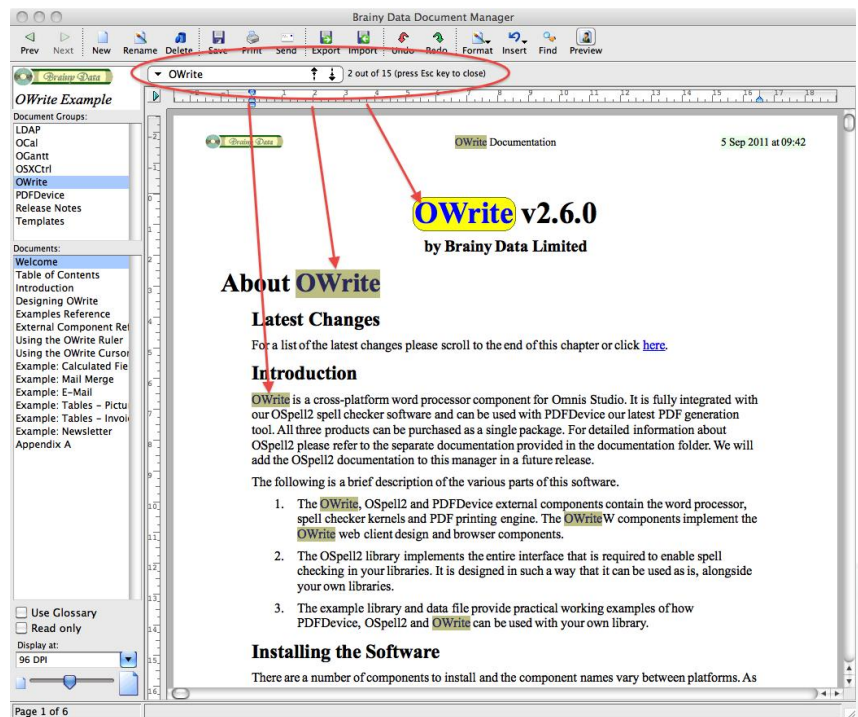 Brainy Data Document Manager
Prev Next New Rename Delete Save Print Send Export Import Undo Redo Format Insert Find Preview
Brainy Data
OWrite
2 out of 15 (press Esc key to close)
OWrite Example
Document Groups:
LDAP
OCal
OGantt
OSXCtrl
OWrite
PDFDevice
Release Notes
Templates
Documents:
Welcome
Table of Contents
Introduction
Designing OWrite
Examples Reference
External Component Ref
Using the OWrite Ruler
Using the OWrite Cursor
Example: Calculated Fie
Example: Mail Merge
Example: E-Mail
Example: Tables – Pictu
Example: Tables – Invoi
Example: Newsletter
Appendix A
Use Glossary
Read only
Display at:
96 DPI
Page 1 of 6
Brainy Data
OWrite Documentation
5 Sep 2011 at 09:42
OWrite v2.6.0
by Brainy Data Limited
About OWrite
Latest Changes
For a list of the latest changes please scroll to the end of this chapter or click here.
Introduction
OWrite is a cross-platform word processor component for Omnis Studio. It is fully integrated with
our OSpell2 spell checker software and can be used with PDFDevice our latest PDF generation
tool. All three products can be purchased as a single package. For detailed information about
OSpell2 please refer to the separate documentation provided in the documentation folder. We will
add the OSpell2 documentation to this manager in a future release.
The following is a brief description of the various parts of this software.
1. The OWrite, OSpell2 and PDFDevice external components contain the word processor,
spell checker kernels and PDF printing engine. The OWriteW components implement the
OWrite web client design and browser components.
2. The OSpell2 library implements the entire interface that is required to enable spell
checking in your libraries. It is designed in such a way that it can be used as is, alongside
your own libraries.
3. The example library and data file provide practical working examples of how
PDFDevice, OSpell2 and OWrite can be used with your own library.
Installing the Software
There are a number of components to install and the component names vary between platforms. As